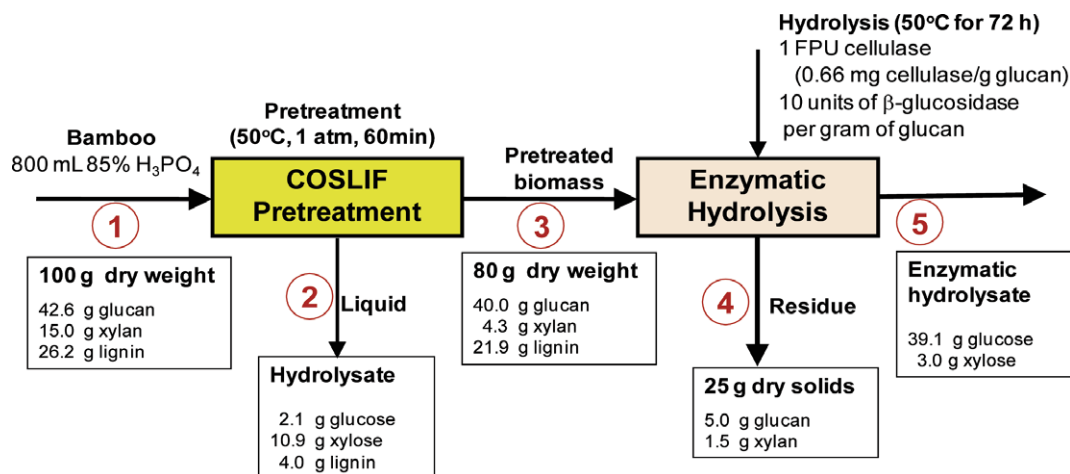 Hydrolysis (50°C for 72 h)
1 FPU cellulase
(0.66 mg cellulase/g glucan)
10 units of β-glucosidase
per gram of glucan
Bamboo
800 mL 85% H₃PO₄
Pretreatment
(50°C, 1 atm, 60min)
COSLIF
Pretreatment
Pretreated
biomass
Enzymatic
Hydrolysis
1
100 g dry weight
42.6 g glucan
15.0 g xylan
26.2 g lignin
2
Liquid
Hydrolysate
2.1 g glucose
10.9 g xylose
4.0 g lignin
3
80 g dry weight
40.0 g glucan
4.3 g xylan
21.9 g lignin
4
Residue
25 g dry solids
5.0 g glucan
1.5 g xylan
5
Enzymatic
hydrolysate
39.1 g glucose
3.0 g xylose